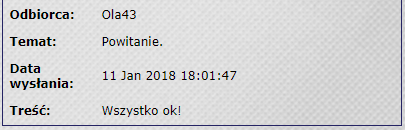 Odbiorca: Ola43
Temat: Powitanie.
Data wysłania: 11 Jan 2018 18:01:47
Treść: Wszystko ok!